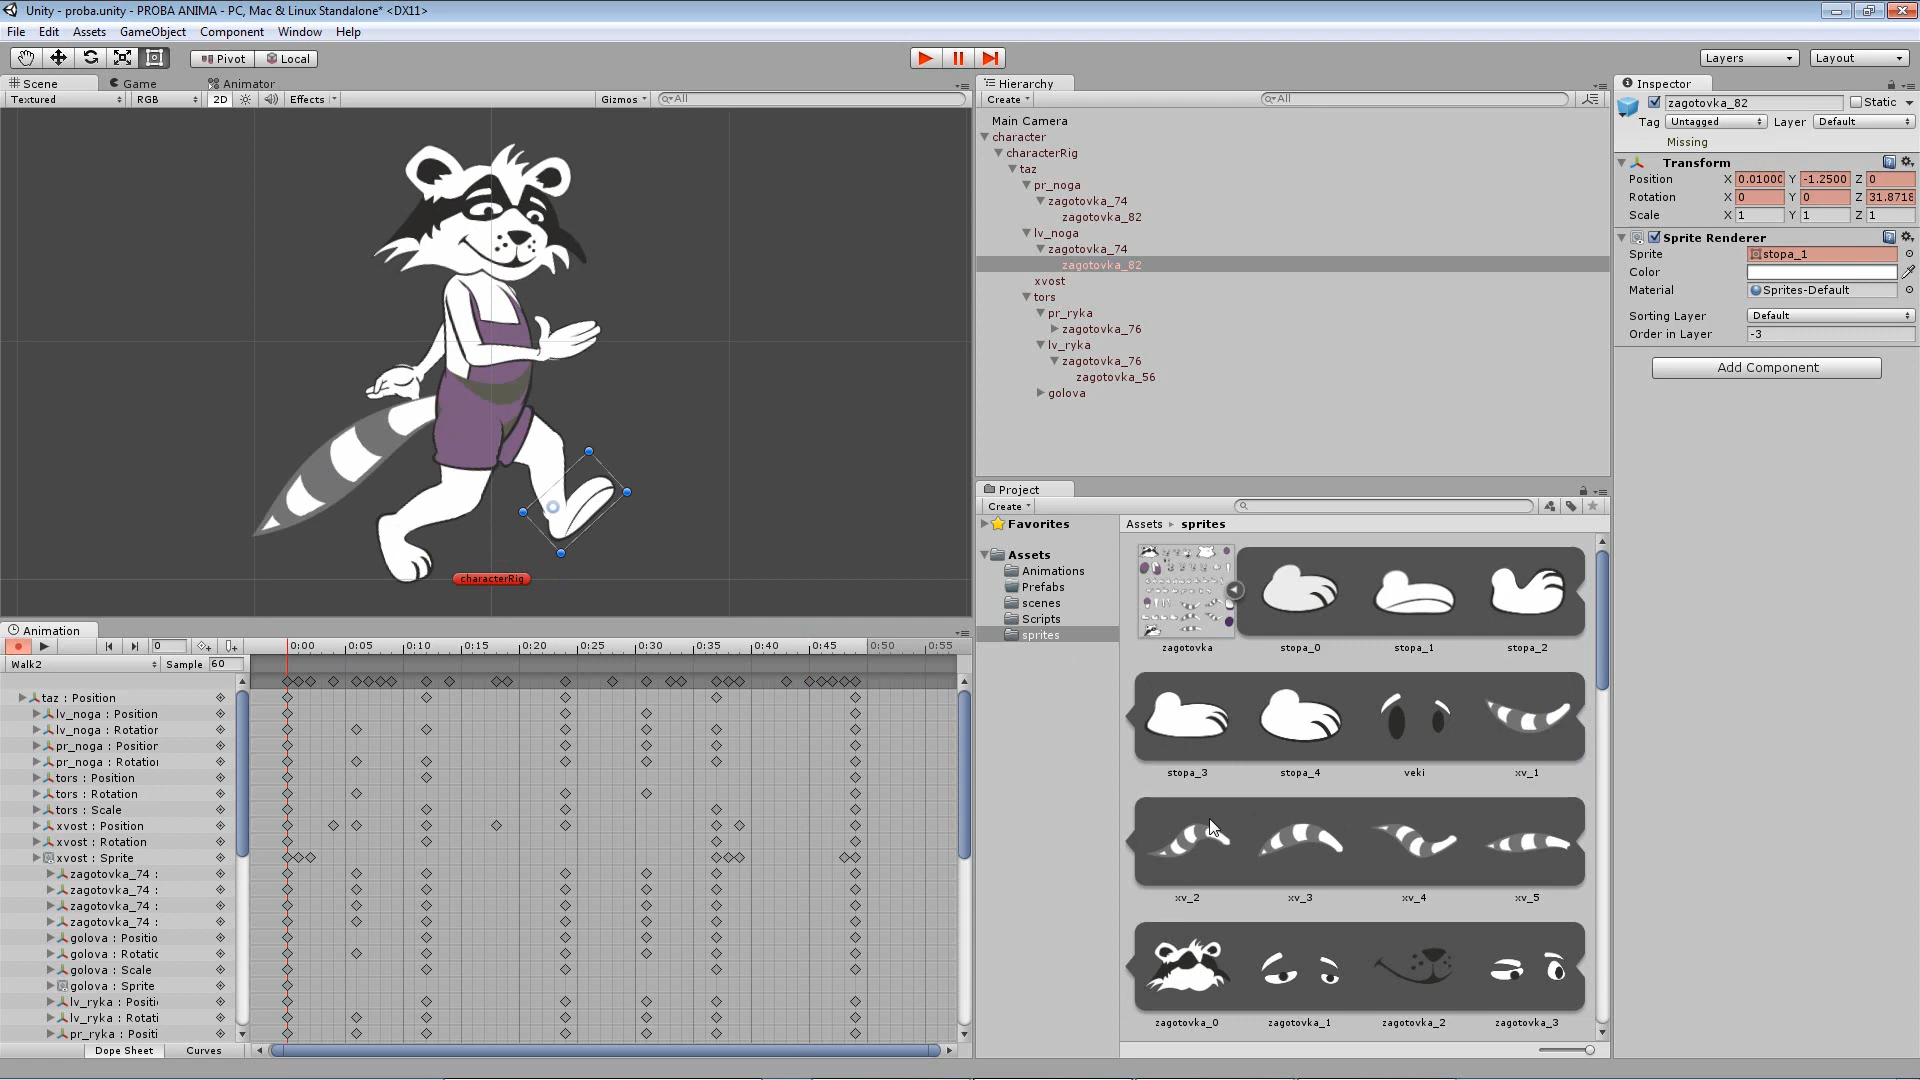 Unity - proba.unity - PROBA ANIMA - PC, Mac & Linux Standalone* <DX11>
File Edit Assets GameObject Component Window Help
Pivot Local Layers Layout
Scene Game Animator
Textured RGB 2D Effects Gizmos All
characterRig
Hierarchy
Create All
Main Camera
character
characterRig
taz
pr_noga
zagotovka_74
zagotovka_82
lv_noga
zagotovka_74
zagotovka_82
xvost
tors
pr_ryka
zagotovka_76
lv_ryka
zagotovka_76
zagotovka_56
golova
Inspector
zagotovka_82 Static
Tag Untagged Layer Default
Missing
Transform
Position X 0.01000 Y -1.2500 Z 0
Rotation X 0 Y 0 Z 31.8718
Scale X 1 Y 1 Z 1
Sprite Renderer
Sprite stopa_1
Color
Material Sprites-Default
Sorting Layer Default
Order in Layer -3
Add Component
Project
Create
Favorites
Assets
Animations
Prefabs
scenes
Scripts
sprites
Assets ▸ sprites
zagotovka stopa_0 stopa_1 stopa_2
stopa_3 stopa_4 veki xv_1
xv_2 xv_3 xv_4 xv_5
zagotovka_0 zagotovka_1 zagotovka_2 zagotovka_3
Animation
0 0:00 0:05 0:10 0:15 0:20 0:25 0:30 0:35 0:40 0:45 0:50 0:55
Walk2 Sample 60
taz : Position
lv_noga : Position
lv_noga : Rotation
pr_noga : Position
pr_noga : Rotation
tors : Position
tors : Rotation
tors : Scale
xvost : Position
xvost : Rotation
xvost : Sprite
zagotovka_74 :
zagotovka_74 :
zagotovka_74 :
zagotovka_74 :
golova : Positio
golova : Rotatic
golova : Scale
golova : Sprite
lv_ryka : Positi
lv_ryka : Rotati
pr_ryka : Positi
Dope Sheet Curves